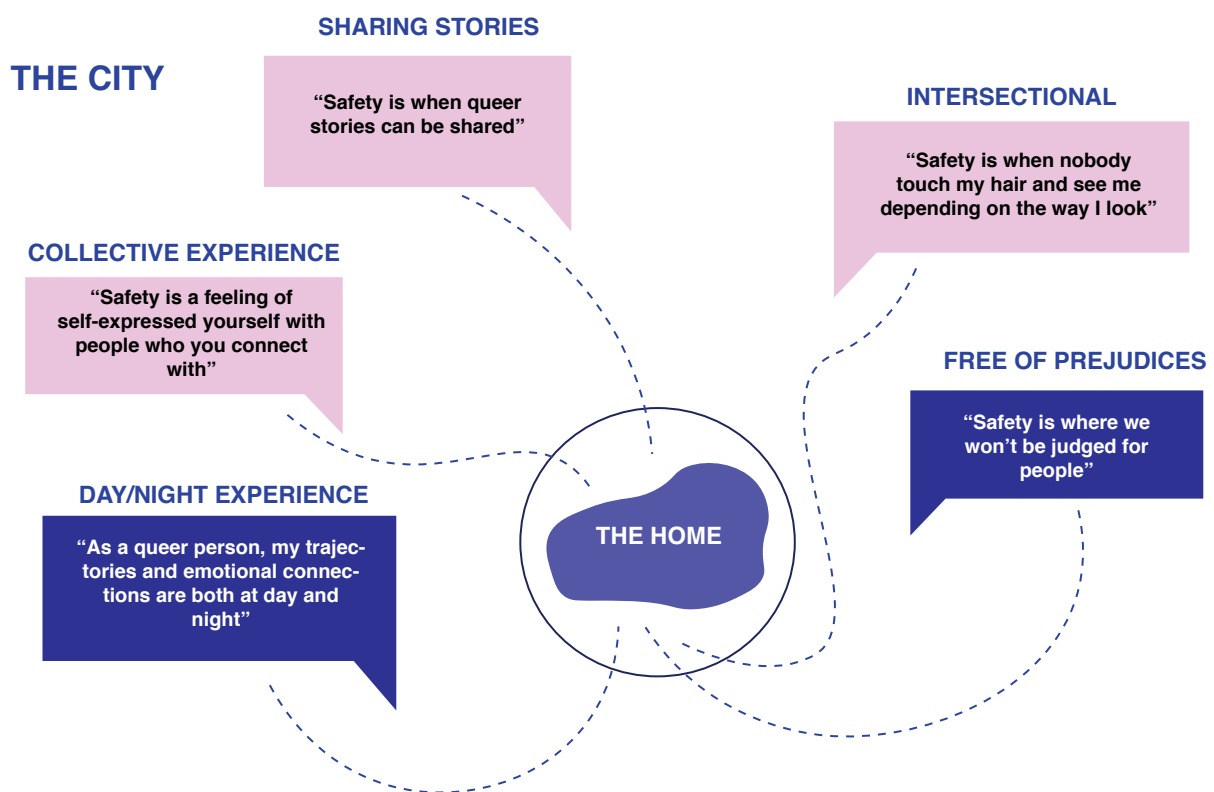 THE CITY
SHARING STORIES
“Safety is when queer
stories can be shared”
INTERSECTIONAL
“Safety is when nobody
touch my hair and see me
depending on the way I look”
COLLECTIVE EXPERIENCE
“Safety is a feeling of
self-expressed yourself with
people who you connect
with”
FREE OF PREJUDICES
“Safety is where we
won’t be judged for
people”
DAY/NIGHT EXPERIENCE
“As a queer person, my trajec-
tories and emotional connec-
tions are both at day and
night”
THE HOME